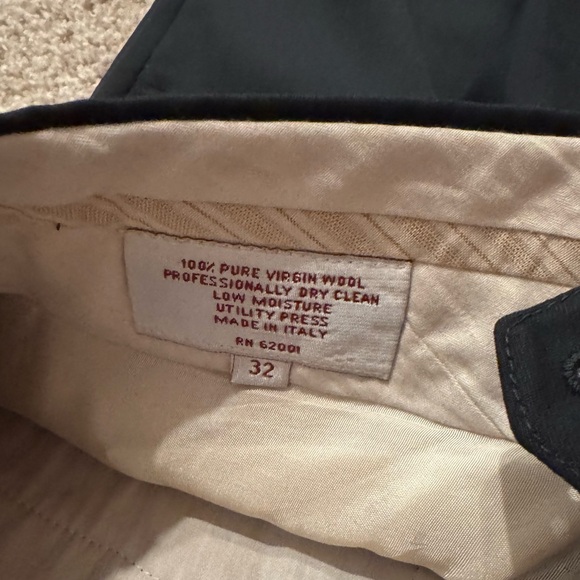 100% PURE VIRGIN WOOL
PROFESSIONALLY DRY CLEAN
LOW MOISTURE
UTILITY PRESS
MADE IN ITALY
RN 62001
32